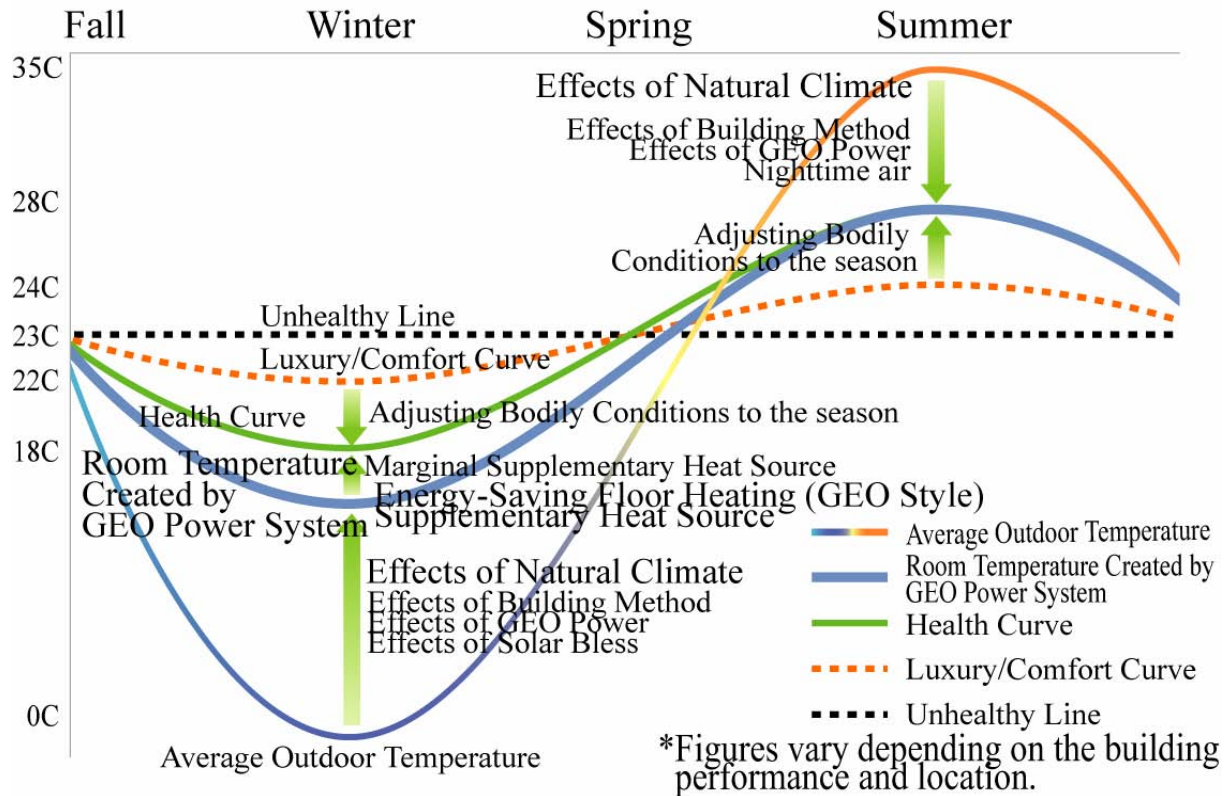 Fall Winter Spring Summer
35C
Effects of Natural Climate
Effects of Building Method
Effects of GEO Power
Nighttime air
28C
Adjusting Bodily
Conditions to the season
24C
Unhealthy Line
23C
Luxury/Comfort Curve
22C
Health Curve
Adjusting Bodily Conditions to the season
18C
Room Temperature
Created by
GEO Power System
Marginal Supplementary Heat Source
Energy-Saving Floor Heating (GEO Style)
Supplementary Heat Source
Effects of Natural Climate
Effects of Building Method
Effects of GEO Power
Effects of Solar Bless
0C
Average Outdoor Temperature
Average Outdoor Temperature
Room Temperature Created by
GEO Power System
Health Curve
Luxury/Comfort Curve
Unhealthy Line
*Figures vary depending on the building
performance and location.